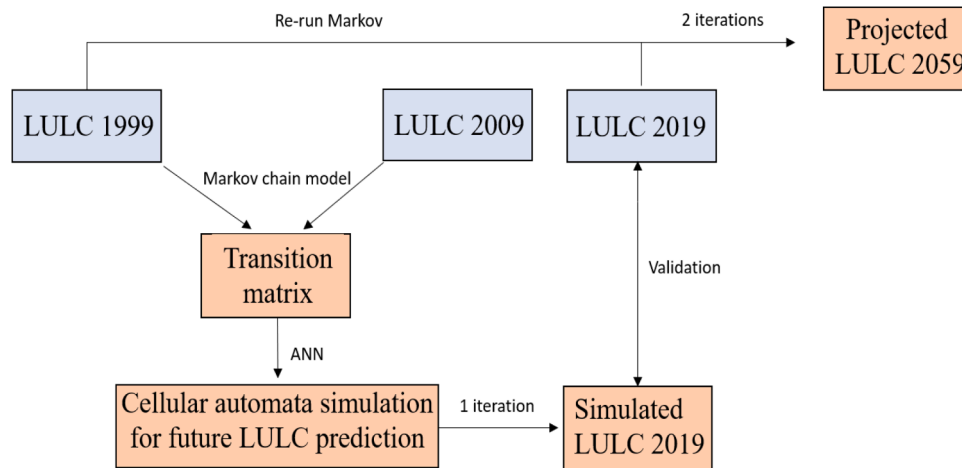 Re-run Markov
2 iterations
Projected
LULC 2059
LULC 1999
LULC 2009
LULC 2019
Markov chain model
Transition
matrix
Validation
ANN
Cellular automata simulation
for future LULC prediction
1 iteration
Simulated
LULC 2019